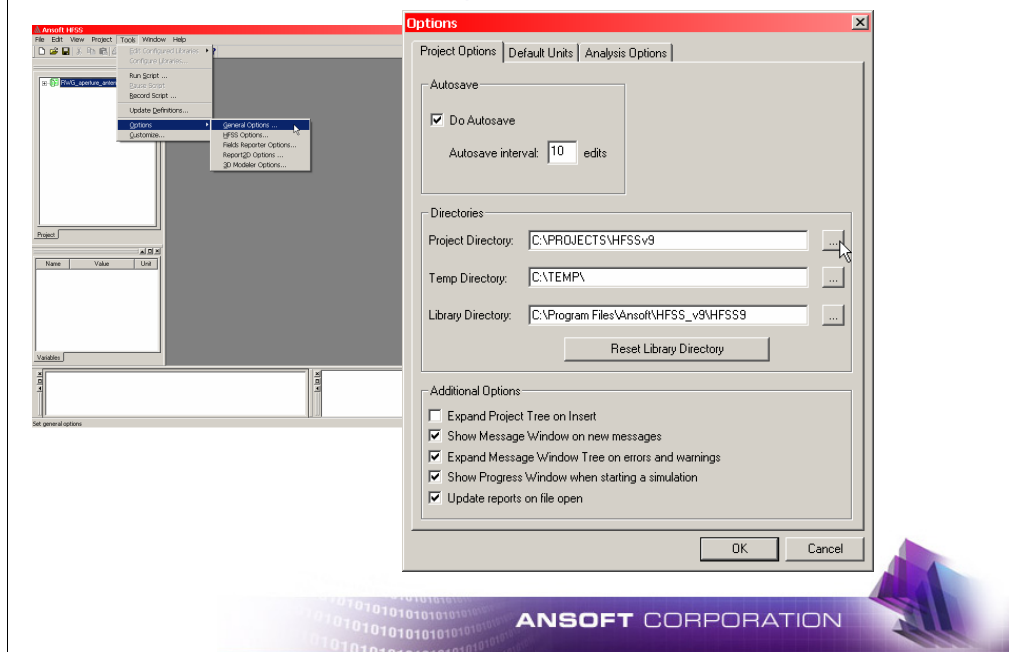 Ansoft HFSS
File Edit View Project Tools Window Help
Edit Configured Libraries
Configure Libraries...
Run Script ...
Pause Script
Record Script ...
Update Definitions...
Options
Customize...
General Options ...
HFSS Options...
Fields Reporter Options...
Report2D Options ...
3D Modeler Options...
RWG_aperture_anten
Project
Name Value Unit
Variables
Set general options
Options
Project Options Default Units Analysis Options
Autosave
Do Autosave
Autosave interval: 10 edits
Directories
Project Directory: C:\PROJECTS\HFSSv9 ...
Temp Directory: C:\TEMP\ ...
Library Directory: C:\Program Files\Ansoft\HFSS_v9\HFSS9 ...
Reset Library Directory
Additional Options
Expand Project Tree on Insert
Show Message Window on new messages
Expand Message Window Tree on errors and warnings
Show Progress Window when starting a simulation
Update reports on file open
OK Cancel
ANSOFT CORPORATION